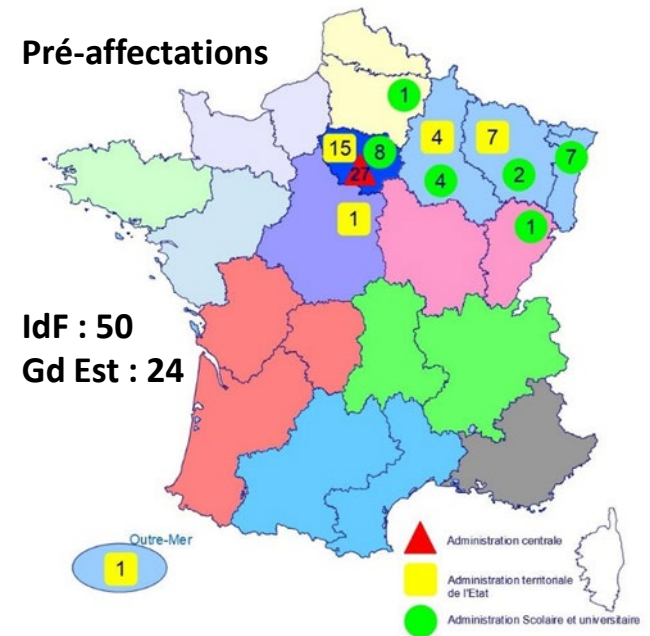 Pré-affectations
1
15
8
4
7
7
27
4
2
1
1
IdF : 50
Gd Est : 24
Outre-Mer
1
Administration centrale
Administration territoriale
de l'Etat
Administration Scolaire et universitaire